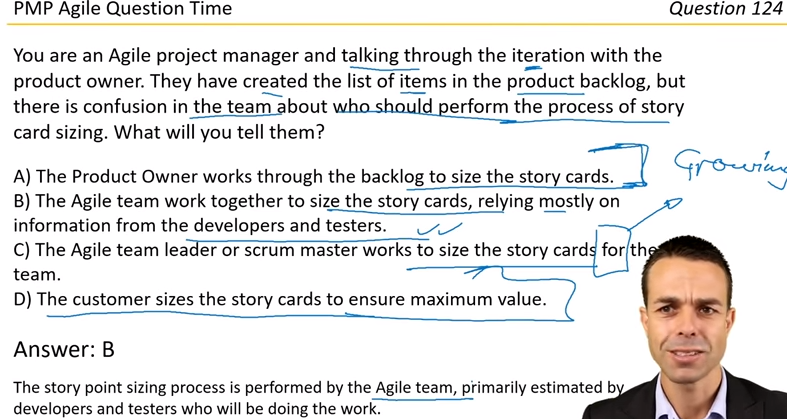 PMP Agile Question Time
Question 124
You are an Agile project manager and talking through the iteration with the
product owner. They have created the list of items in the product backlog, but
there is confusion in the team about who should perform the process of story
card sizing. What will you tell them?
A) The Product Owner works through the backlog to size the story cards.
Growing
B) The Agile team work together to size the story cards, relying mostly on
information from the developers and testers.
C) The Agile team leader or scrum master works to size the story cards for the
team.
D) The customer sizes the story cards to ensure maximum value.
Answer: B
The story point sizing process is performed by the Agile team, primarily estimated by
developers and testers who will be doing the work.